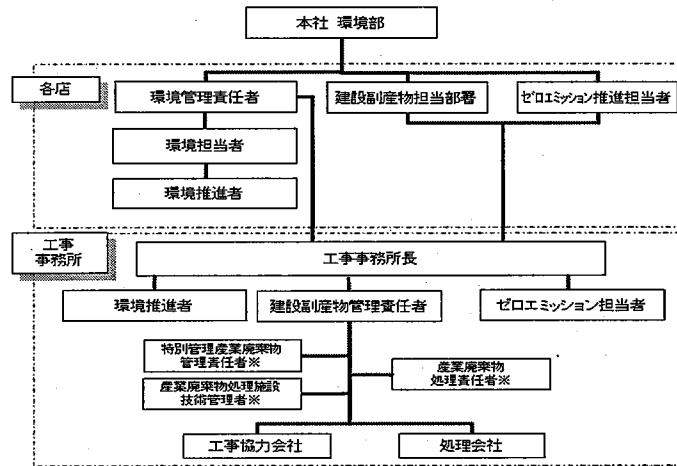 本社 環境部
各店
環境管理責任者
建設副産物担当部署
ゼロエミッション推進担当者
環境担当者
環境推進者
工事
事務所
工事事務所長
環境推進者
建設副産物管理責任者
ゼロエミッション担当者
特別管理産業廃棄物
管理責任者※
産業廃棄物
処理責任者※
産業廃棄物処理施設
技術管理者※
工事協力会社
処理会社